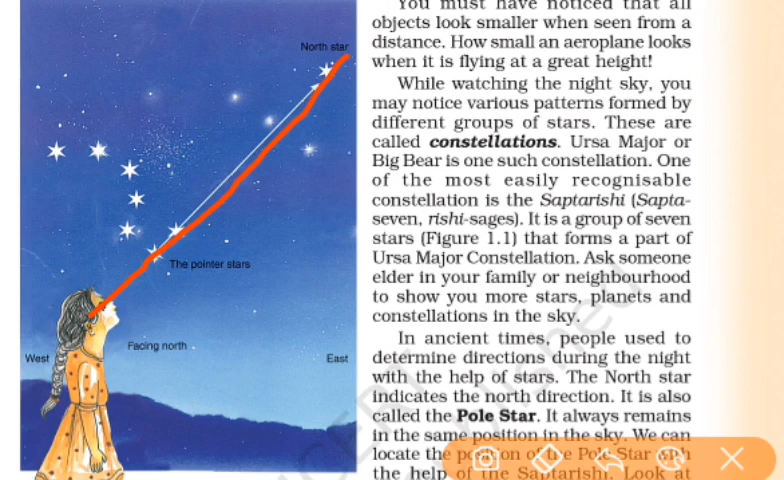 North star
The pointer stars
Facing north
West
East
You must have noticed that all
objects look smaller when seen from a
distance. How small an aeroplane looks
when it is flying at a great height!
While watching the night sky, you
may notice various patterns formed by
different groups of stars. These are
called constellations. Ursa Major or
Big Bear is one such constellation. One
of the most easily recognisable
constellation is the Saptarishi (Sapta-
seven, rishi-sages). It is a group of seven
stars (Figure 1.1) that forms a part of
Ursa Major Constellation. Ask someone
elder in your family or neighbourhood
to show you more stars, planets and
constellations in the sky.
In ancient times, people used to
determine directions during the night
with the help of stars. The North star
indicates the north direction. It is also
called the Pole Star. It always remains
in the same position in the sky. We can
locate the position of the Pole Star with
the help of the Saptarishi. Look at